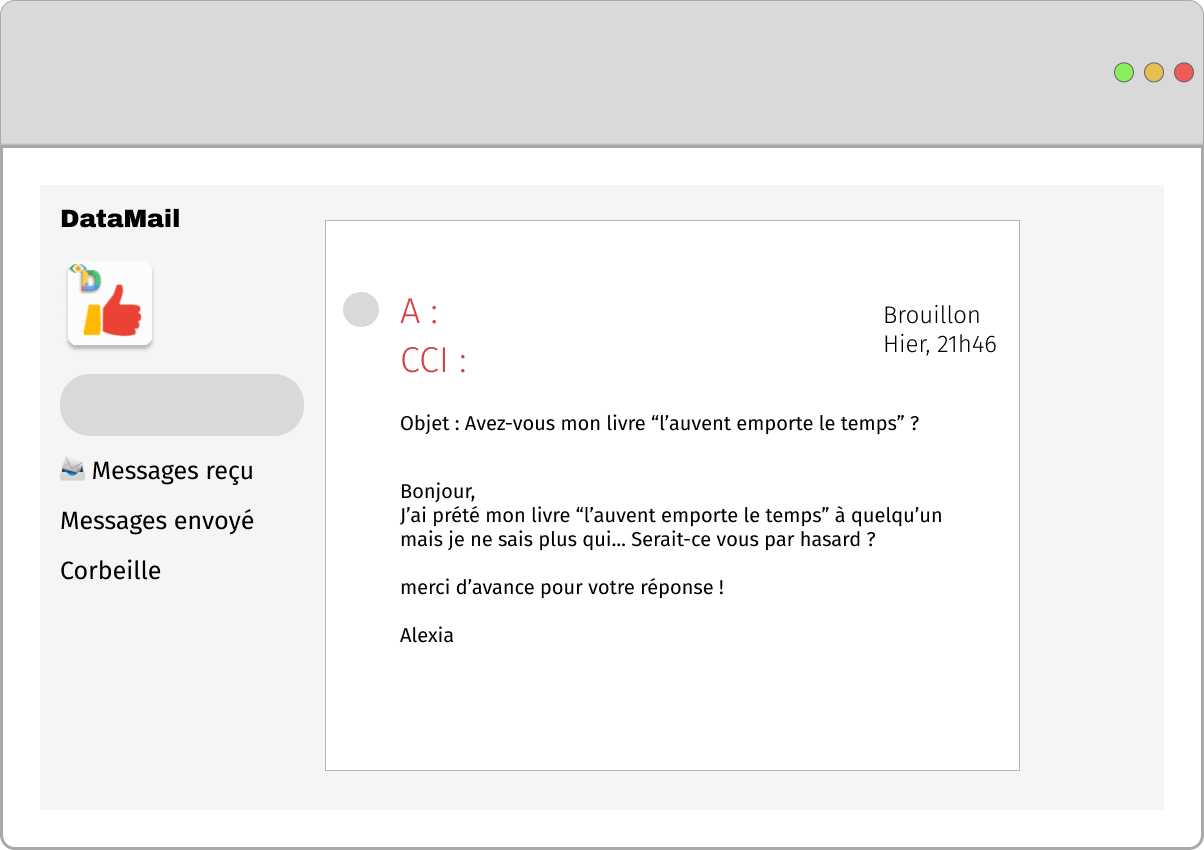 DataMail
D
Messages reçu
Messages envoyé
Corbeille
A :
CCI :
Brouillon
Hier, 21h46
Objet : Avez-vous mon livre “l’auvent emporte le temps” ?
Bonjour,
J’ai prété mon livre “l’auvent emporte le temps” à quelqu’un
mais je ne sais plus qui... Serait-ce vous par hasard ?
merci d’avance pour votre réponse !
Alexia